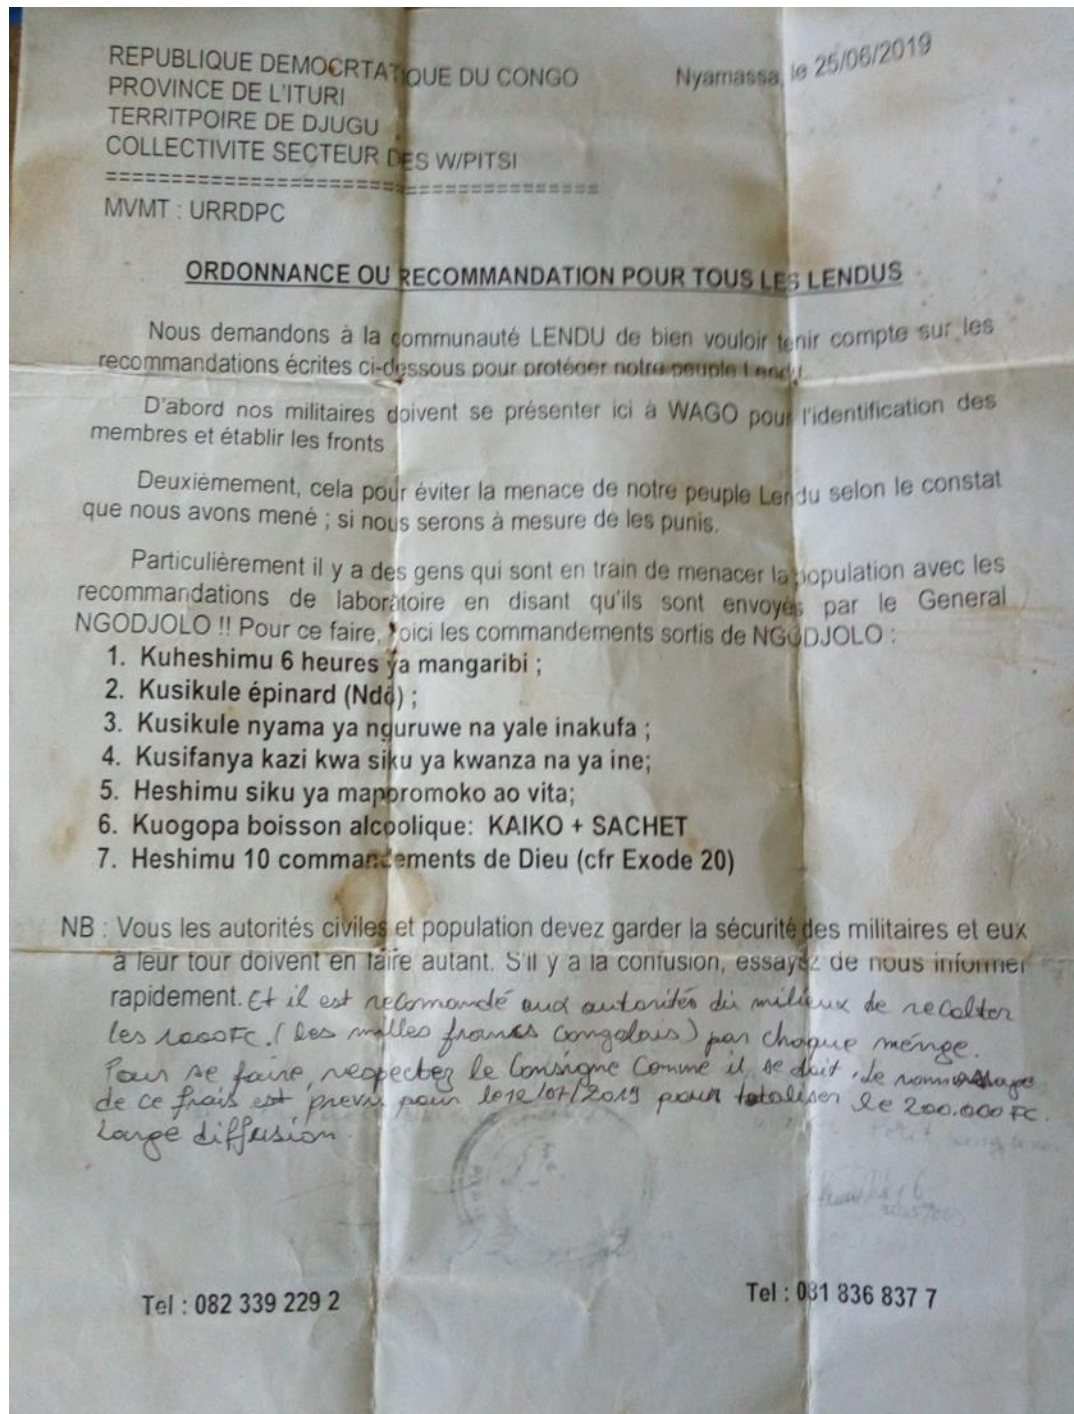 REPUBLIQUE DEMOCRTATIQUE DU CONGO
Nyamassa, le 25/06/2019
PROVINCE DE L'ITURI
TERRITPOIRE DE DJUGU
COLLECTIVITE SECTEUR DES W/PITSI
=====================================
MVMT : URRDPC
ORDONNANCE OU RECOMMANDATION POUR TOUS LES LENDUS
Nous demandons à la communauté LENDU de bien vouloir tenir compte sur les
recommandations écrites ci-dessous pour protéger notre peuple Lendu
D'abord nos militaires doivent se présenter ici à WAGO pour l'identification des
membres et établir les fronts
Deuxièmement, cela pour éviter la menace de notre peuple Lendu selon le constat
que nous avons mené ; si nous serons à mesure de les punis.
Particulièrement il y a des gens qui sont en train de menacer la population avec les
recommandations de laboratoire en disant qu'ils sont envoyés par le General
NGODJOLO !! Pour ce faire, voici les commandements sortis de NGODJOLO :
1. Kuheshimu 6 heures ya mangaribi ;
2. Kusikule épinard (Ndô) ;
3. Kusikule nyama ya nguruwe na yale inakufa ;
4. Kusifanya kazi kwa siku ya kwanza na ya ine;
5. Heshimu siku ya maporomoko ao vita;
6. Kuogopa boisson alcoolique: KAIKO + SACHET
7. Heshimu 10 commandements de Dieu (cfr Exode 20)
NB : Vous les autorités civiles et population devez garder la sécurité des militaires et eux
à leur tour doivent en faire autant. S'il y a la confusion, essayez de nous informer
rapidement. Et il est recomandé aux autorités du milieux de recolter
les 1000FC. (les milles francs congolais) par chaque ménge.
Pour se faire, respectez le Consigne comme il se doit. Le
de ce frais est prevu pour le 12/07/2019 pour totaliser le 200.000 FC.
Large diffusion.
Tel : 082 339 229 2
Tel : 081 836 837 7